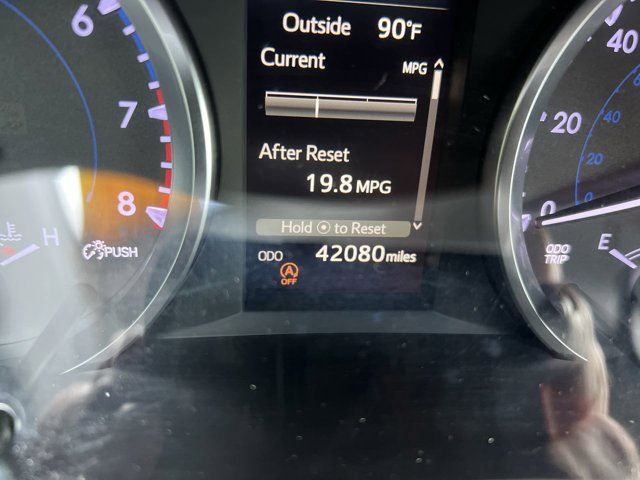 Outside 90°F
Current MPG
After Reset
19.8 MPG
Hold ⦿ to Reset
ODO 42080 miles
A
OFF
6
7
8
H
PUSH
40
20
0
40
20
0
ODO
TRIP
E